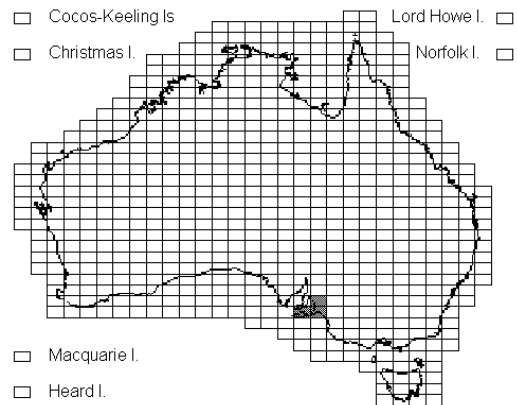 Cocos-Keeling Is
Lord Howe I.
Christmas I.
Norfolk I.
Macquarie I.
Heard I.